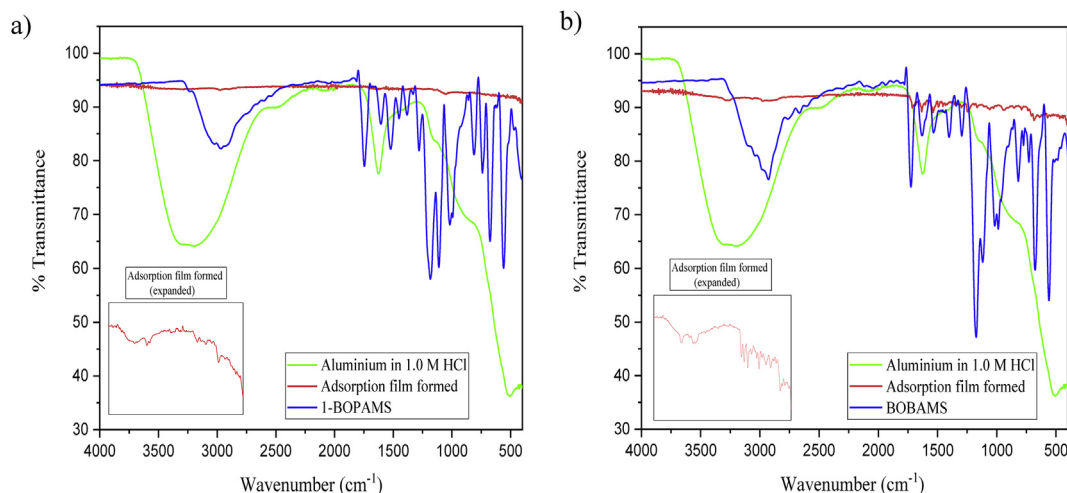 a)
% Transmittance
100
90
80
70
60
50
40
30
Adsorption film formed
(expanded)
Aluminium in 1.0 M HCl
Adsorption film formed
1-BOPAMS
4000 3500 3000 2500 2000 1500 1000 500
Wavenumber (cm⁻¹)
b)
% Transmittance
100
90
80
70
60
50
40
30
Adsorption film formed
(expanded)
Aluminium in 1.0 M HCl
Adsorption film formed
BOBAMS
4000 3500 3000 2500 2000 1500 1000 500
Wavenumber (cm⁻¹)